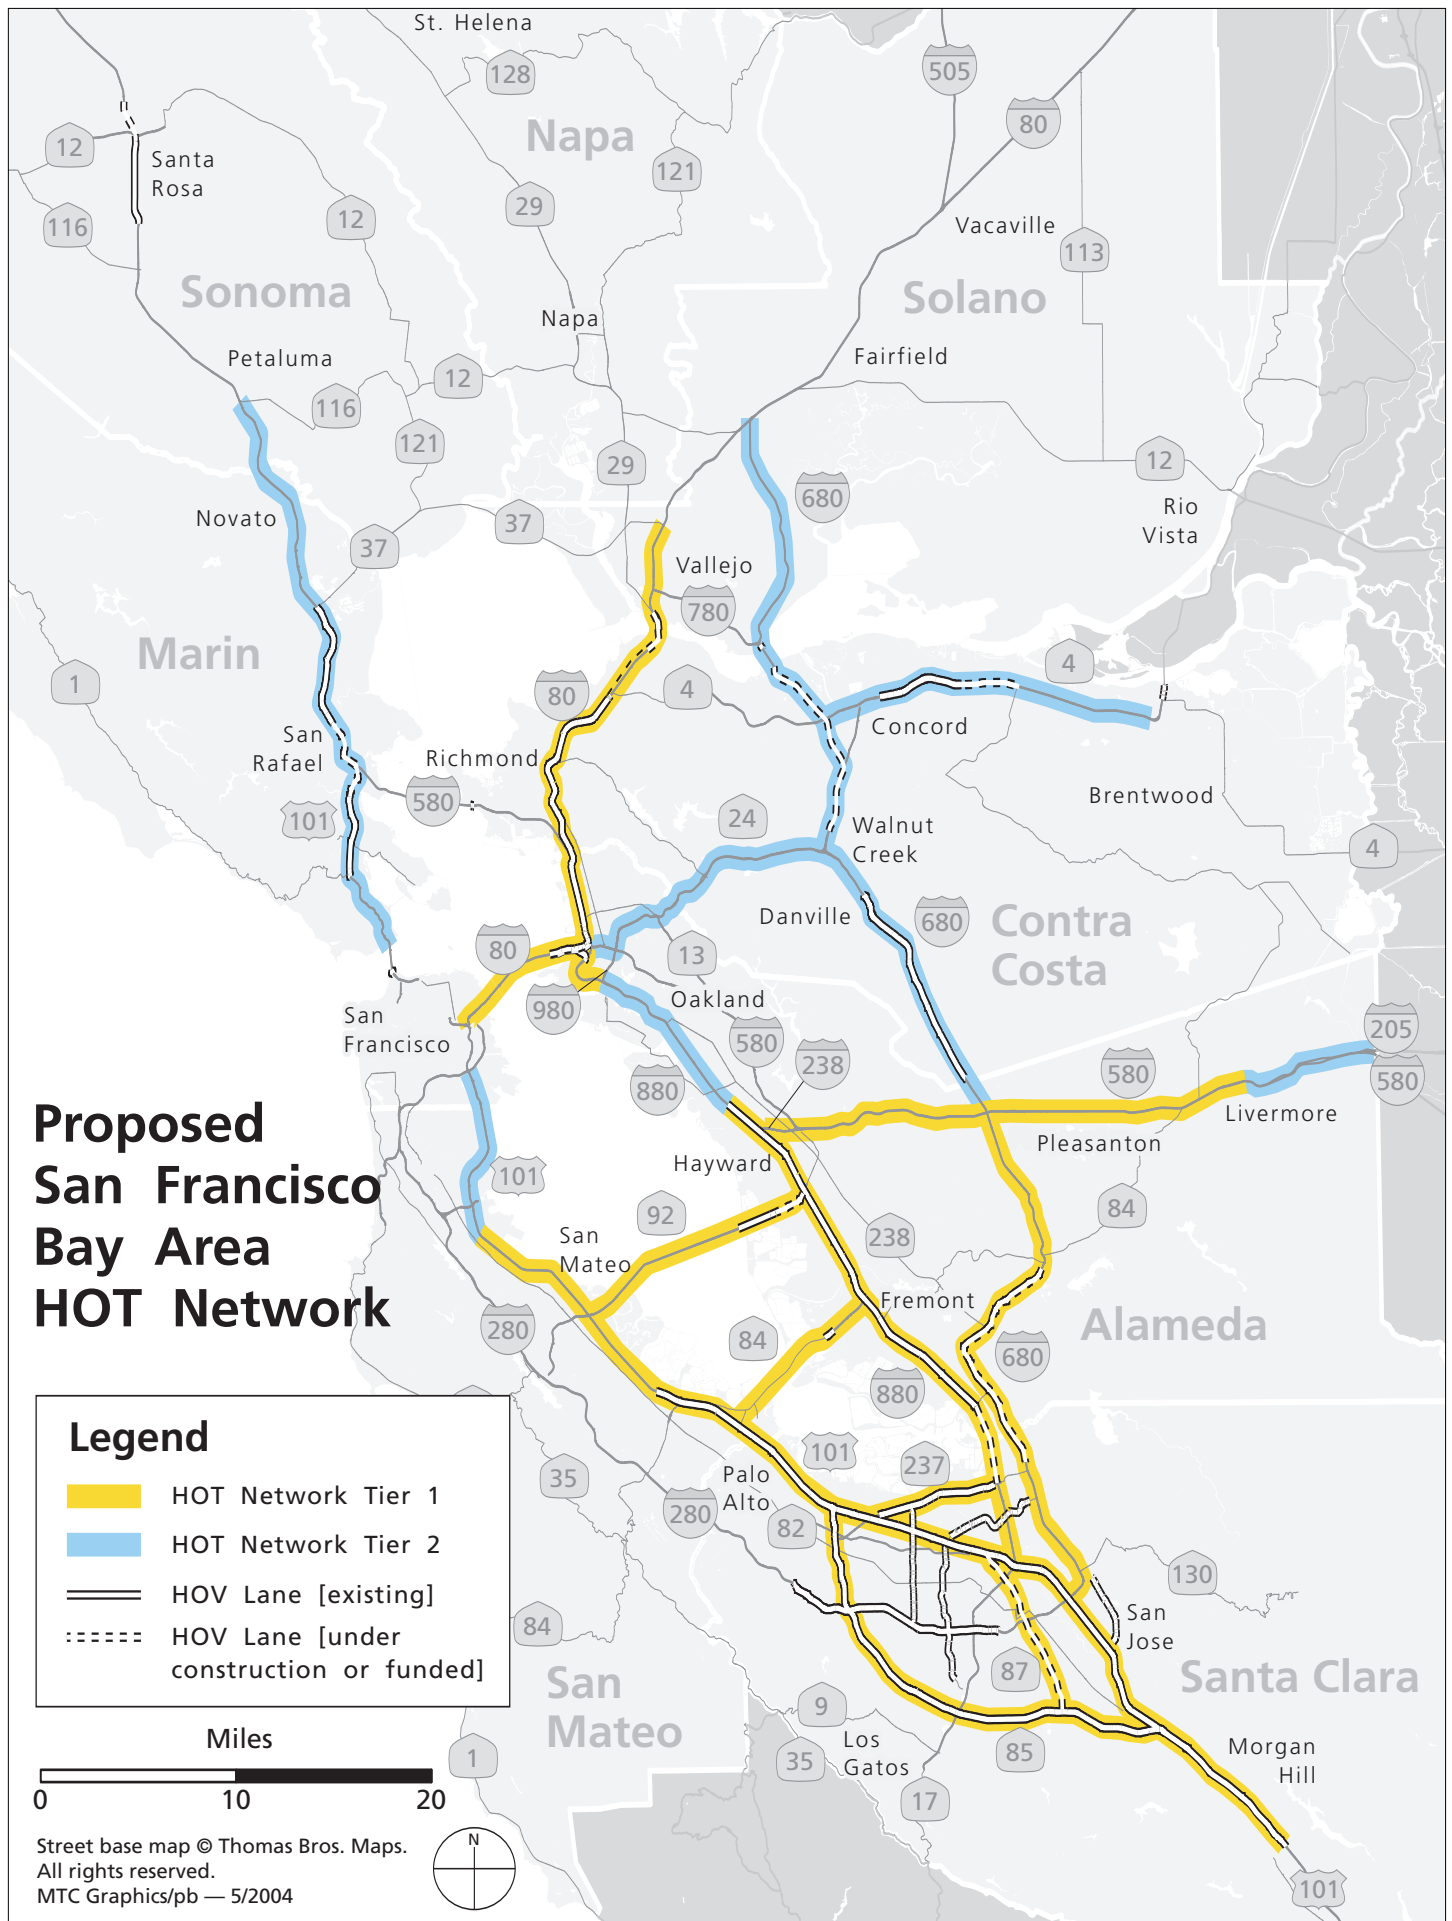 St. Helena
128
505
80
Napa
12
Santa
Rosa
121
29
116
12
Vacaville
113
Sonoma
Solano
Napa
Petaluma
Fairfield
12
116
121
29
12
680
Rio
Vista
Novato
37
37
Vallejo
780
Marin
1
4
4
80
Concord
San
Rafael
Richmond
580
Brentwood
101
24
Walnut
Creek
4
Danville
680
Contra
Costa
80
13
Oakland
980
San
Francisco
580
238
205
580
580
880
Livermore
Pleasanton
Hayward
101
92
84
San
Mateo
238
Fremont
280
84
Alameda
680
880
101
237
Palo
Alto
35
280
82
130
San
Jose
84
87
Santa Clara
San
Mateo
9
Los
Gatos
35
85
Morgan
Hill
1
17
101
Proposed
San Francisco
Bay Area
HOT Network
Legend
HOT Network Tier 1
HOT Network Tier 2
HOV Lane [existing]
HOV Lane [under
construction or funded]
Miles
0 10 20
Street base map © Thomas Bros. Maps.
All rights reserved.
MTC Graphics/pb — 5/2004
N